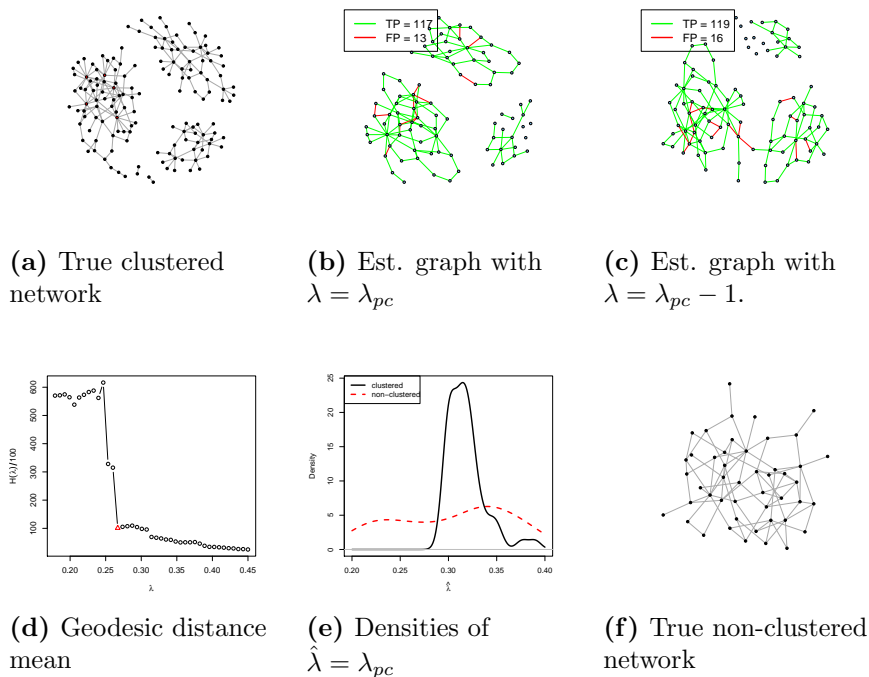 TP = 117
FP = 13
TP = 119
FP = 16
(a) True clustered
network
(b) Est. graph with
λ = λ_pc
(c) Est. graph with
λ = λ_pc − 1.
H(λ)/100
600
500
400
300
200
100
0.20 0.25 0.30 0.35 0.40 0.45
λ
Density
25
20
15
10
5
0
clustered
non−clustered
0.20 0.25 0.30 0.35 0.40
λ̂
(d) Geodesic distance
mean
(e) Densities of
λ̂ = λ_pc
(f) True non-clustered
network